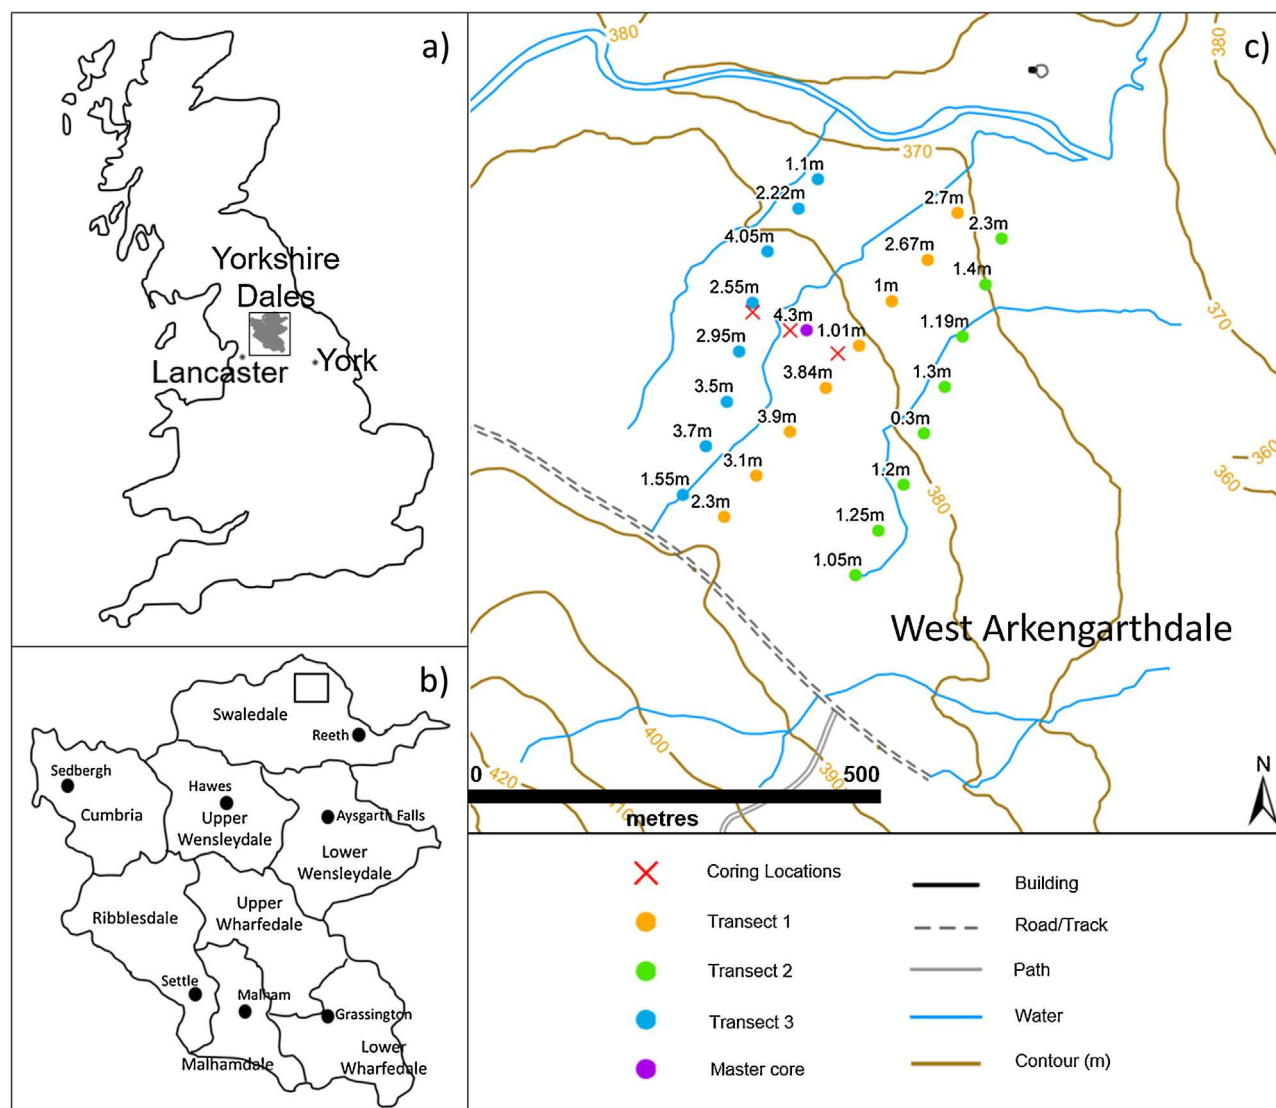 a)
Yorkshire
Dales
Lancaster
York
b)
Swaledale
Reeth
Sedbergh
Cumbria
Hawes
Upper
Wensleydale
Aysgarth Falls
Lower
Wensleydale
Ribblesdale
Upper
Wharfedale
Settle
Malham
Grassington
Malhamdale
Lower
Wharfedale
c)
380
380
370
1.1m
2.22m
2.7m
2.3m
4.05m
2.67m
1.4m
2.55m
1m
4.3m
1.01m
1.19m
370
2.95m
3.84m
1.3m
3.5m
3.9m
0.3m
3.7m
360
360
3.1m
1.2m
1.55m
380
2.3m
1.25m
1.05m
West Arkengarthdale
400
420
390
0
500
metres
N
Coring Locations
Transect 1
Transect 2
Transect 3
Master core
Building
Road/Track
Path
Water
Contour (m)